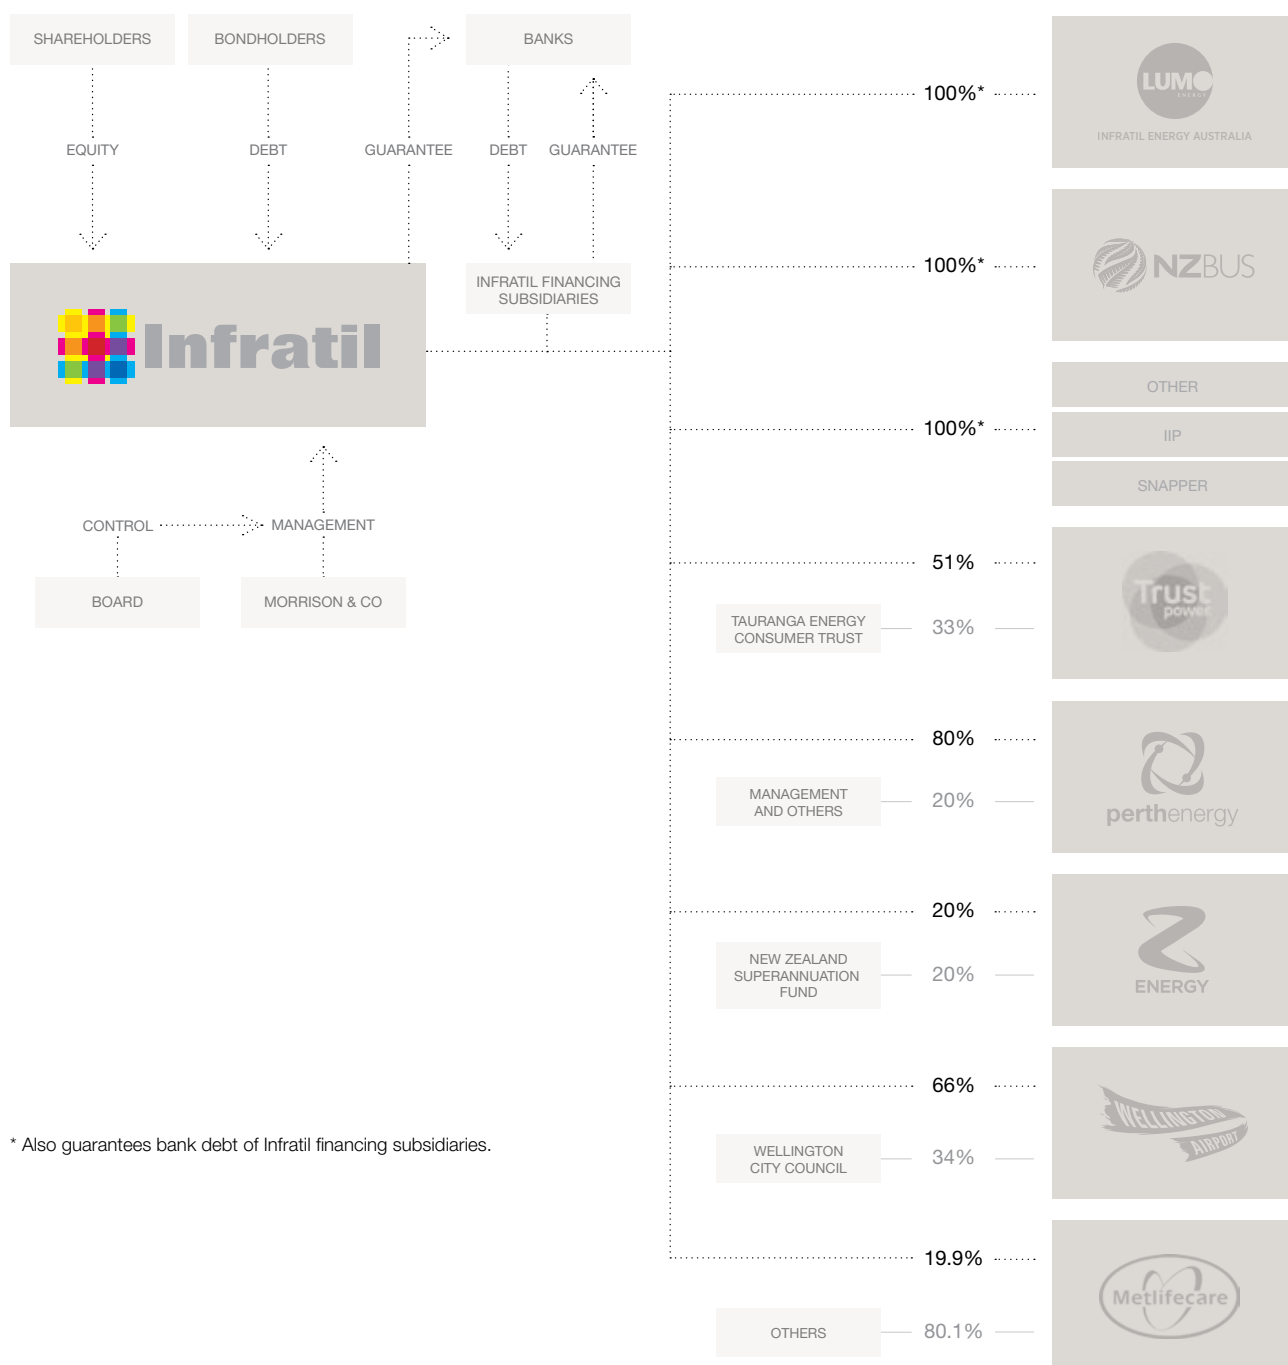 SHAREHOLDERS
BONDHOLDERS
BANKS
EQUITY
DEBT
GUARANTEE
DEBT
GUARANTEE
Infratil
INFRATIL FINANCING
SUBSIDIARIES
CONTROL
MANAGEMENT
BOARD
MORRISON & CO
100%*
LUMO
ENERGY
INFRATIL ENERGY AUSTRALIA
100%*
NZBUS
100%*
OTHER
IIP
SNAPPER
51%
Trust
power
TAURANGA ENERGY
CONSUMER TRUST
33%
80%
perthenergy
MANAGEMENT
AND OTHERS
20%
20%
Z
ENERGY
NEW ZEALAND
SUPERANNUATION
FUND
20%
66%
WELLINGTON
AIRPORT
WELLINGTON
CITY COUNCIL
34%
19.9%
Metlifecare
OTHERS
80.1%
* Also guarantees bank debt of Infratil financing subsidiaries.